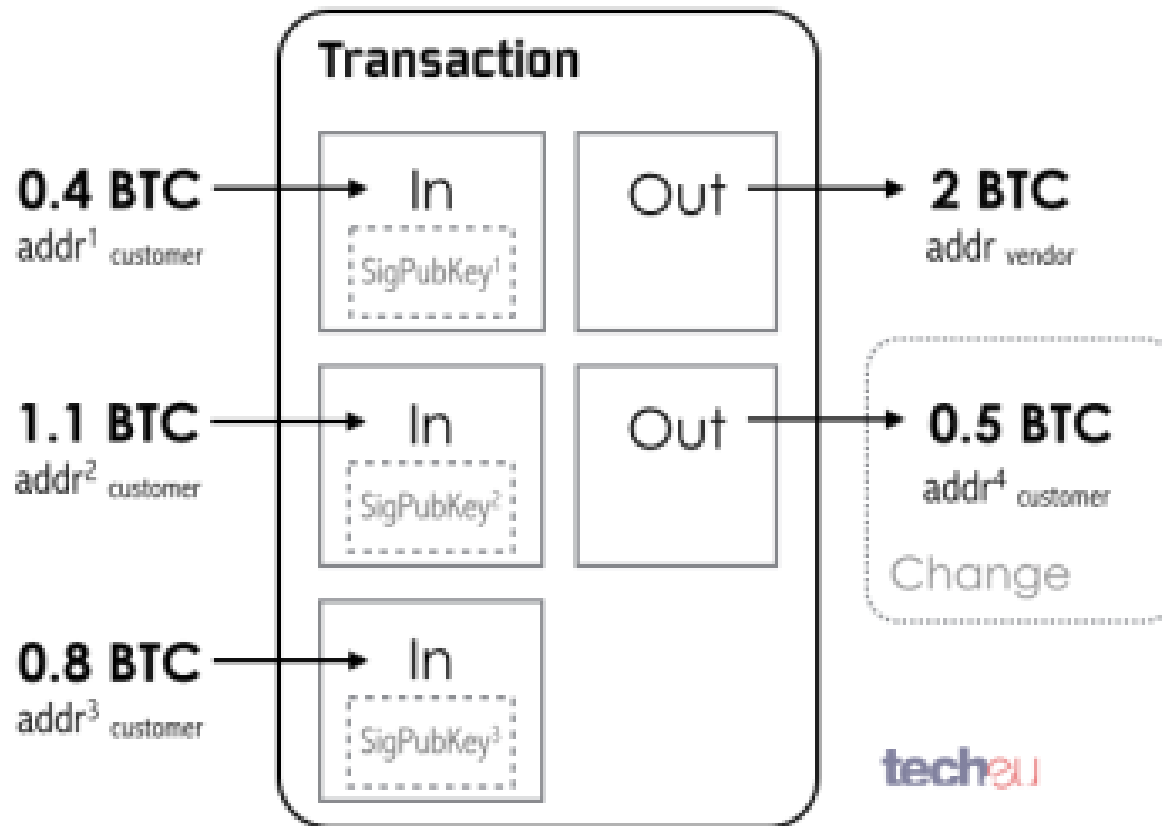 Transaction
0.4 BTC
addr¹ customer
In
SigPubKey¹
Out
2 BTC
addr vendor
1.1 BTC
addr² customer
In
SigPubKey²
Out
0.5 BTC
addr⁴ customer
Change
0.8 BTC
addr³ customer
In
SigPubKey³
techeu